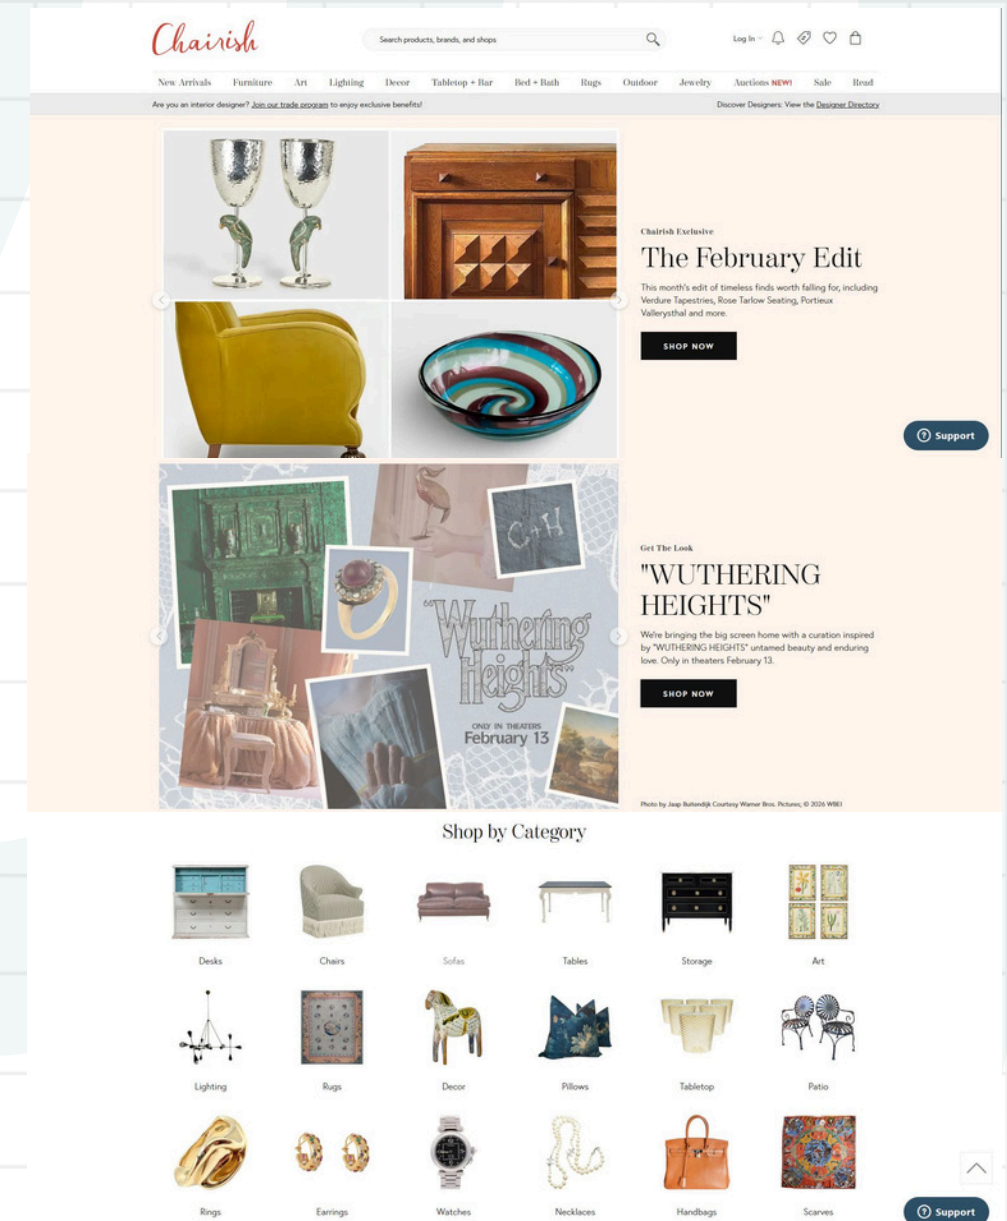 Chairish
Search products, brands, and shops
Log In
New Arrivals Furniture Art Lighting Decor Tabletop + Bar Bed + Bath Rugs Outdoor Jewelry Auctions NEW! Sale Read
Are you an interior designer? Join our trade program to enjoy exclusive benefits!
Discover Designers: View the Designer Directory
Chairish Exclusive
The February Edit
This month's edit of timeless finds worth falling for, including
Verdure Tapestries, Rose Tarlow Seating, Portieux
Vallerysthal and more.
SHOP NOW
? Support
C+H
"Wuthering
Heights"
ONLY IN THEATERS
February 13
Get The Look
"WUTHERING
HEIGHTS"
We're bringing the big screen home with a curation inspired
by "WUTHERING HEIGHTS" untamed beauty and enduring
love. Only in theaters February 13.
SHOP NOW
Photo by Jaap Buitendijk Courtesy Warner Bros. Pictures; © 2026 WBEI
Shop by Category
Desks Chairs Sofas Tables Storage Art
Lighting Rugs Decor Pillows Tabletop Patio
Rings Earrings Watches Necklaces Handbags Scarves
? Support